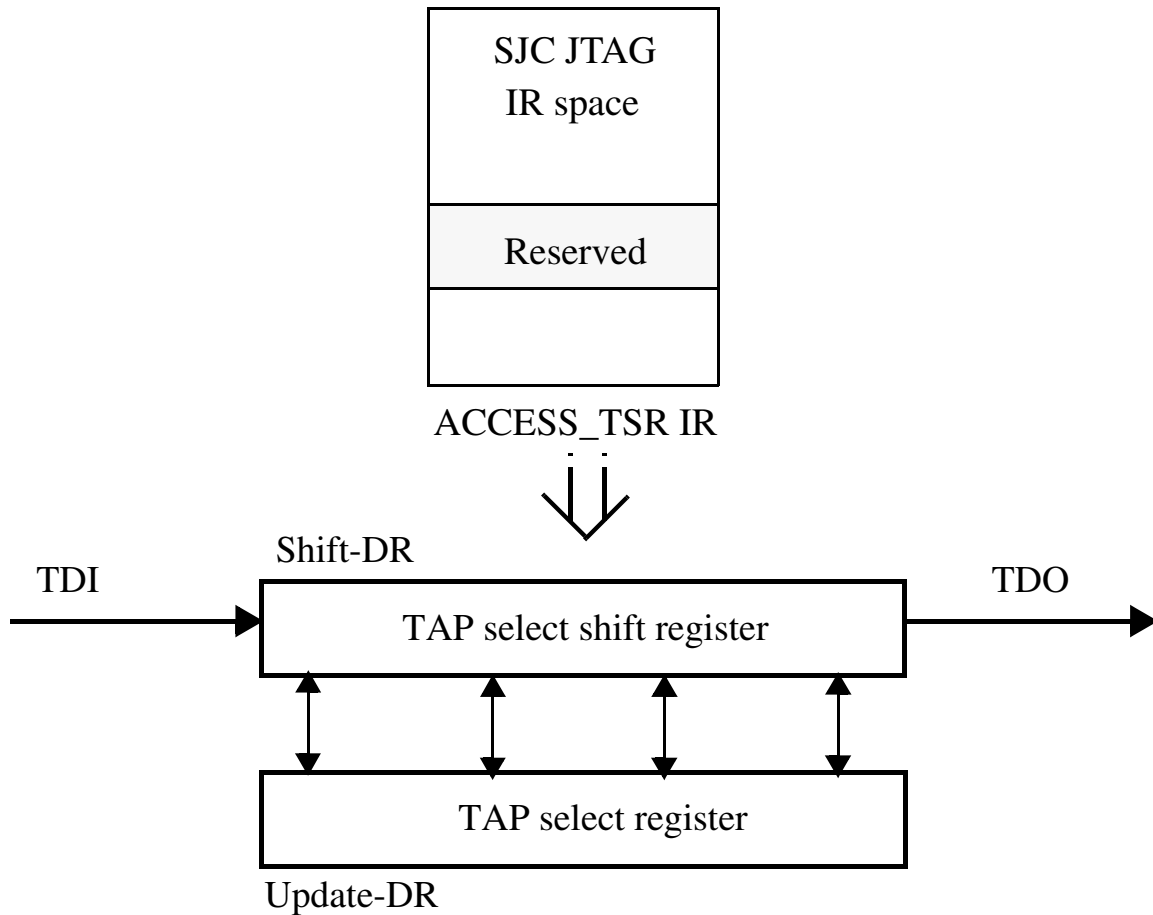 SJC JTAG
IR space
Reserved
ACCESS_TSR IR
Shift-DR
TDI
TDO
TAP select shift register
TAP select register
Update-DR